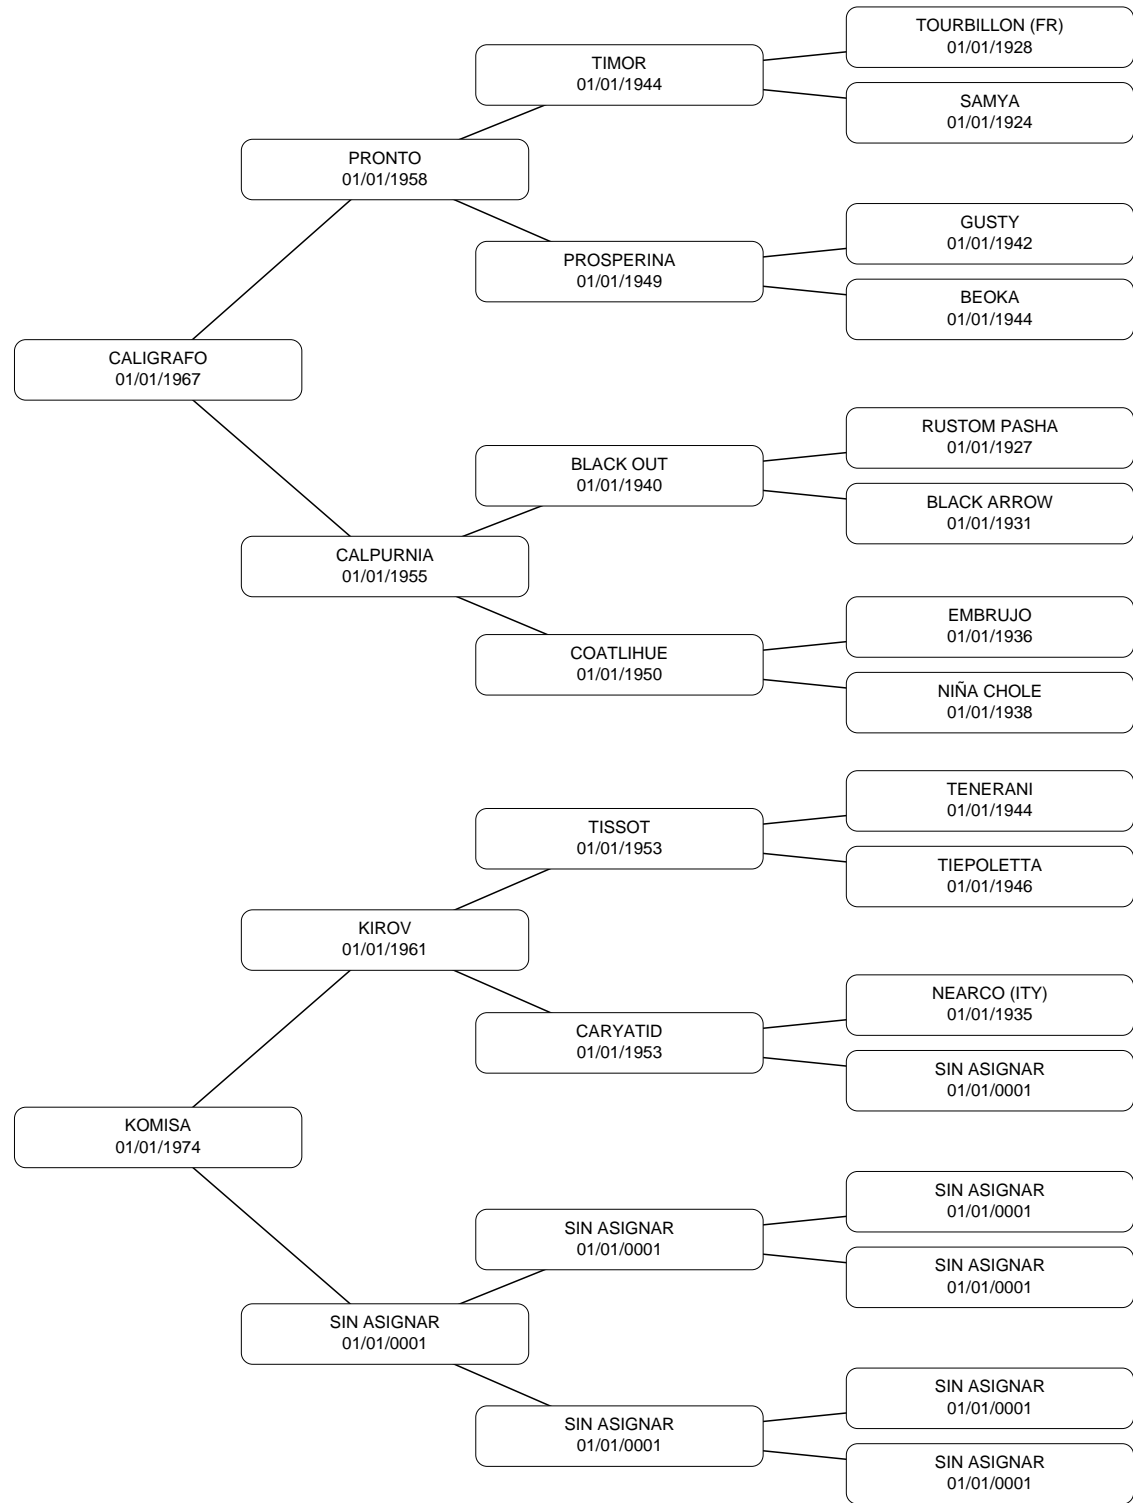 TOURBILLON (FR)
01/01/1928
TIMOR
01/01/1944
SAMYA
01/01/1924
PRONTO
01/01/1958
GUSTY
01/01/1942
PROSPERINA
01/01/1949
BEOKA
01/01/1944
CALIGRAFO
01/01/1967
RUSTOM PASHA
01/01/1927
BLACK OUT
01/01/1940
BLACK ARROW
01/01/1931
CALPURNIA
01/01/1955
EMBRUJO
01/01/1936
COATLIHUE
01/01/1950
NIÑA CHOLE
01/01/1938
TENERANI
01/01/1944
TISSOT
01/01/1953
TIEPOLETTA
01/01/1946
KIROV
01/01/1961
NEARCO (ITY)
01/01/1935
CARYATID
01/01/1953
SIN ASIGNAR
01/01/0001
KOMISA
01/01/1974
SIN ASIGNAR
01/01/0001
SIN ASIGNAR
01/01/0001
SIN ASIGNAR
01/01/0001
SIN ASIGNAR
01/01/0001
SIN ASIGNAR
01/01/0001
SIN ASIGNAR
01/01/0001
SIN ASIGNAR
01/01/0001